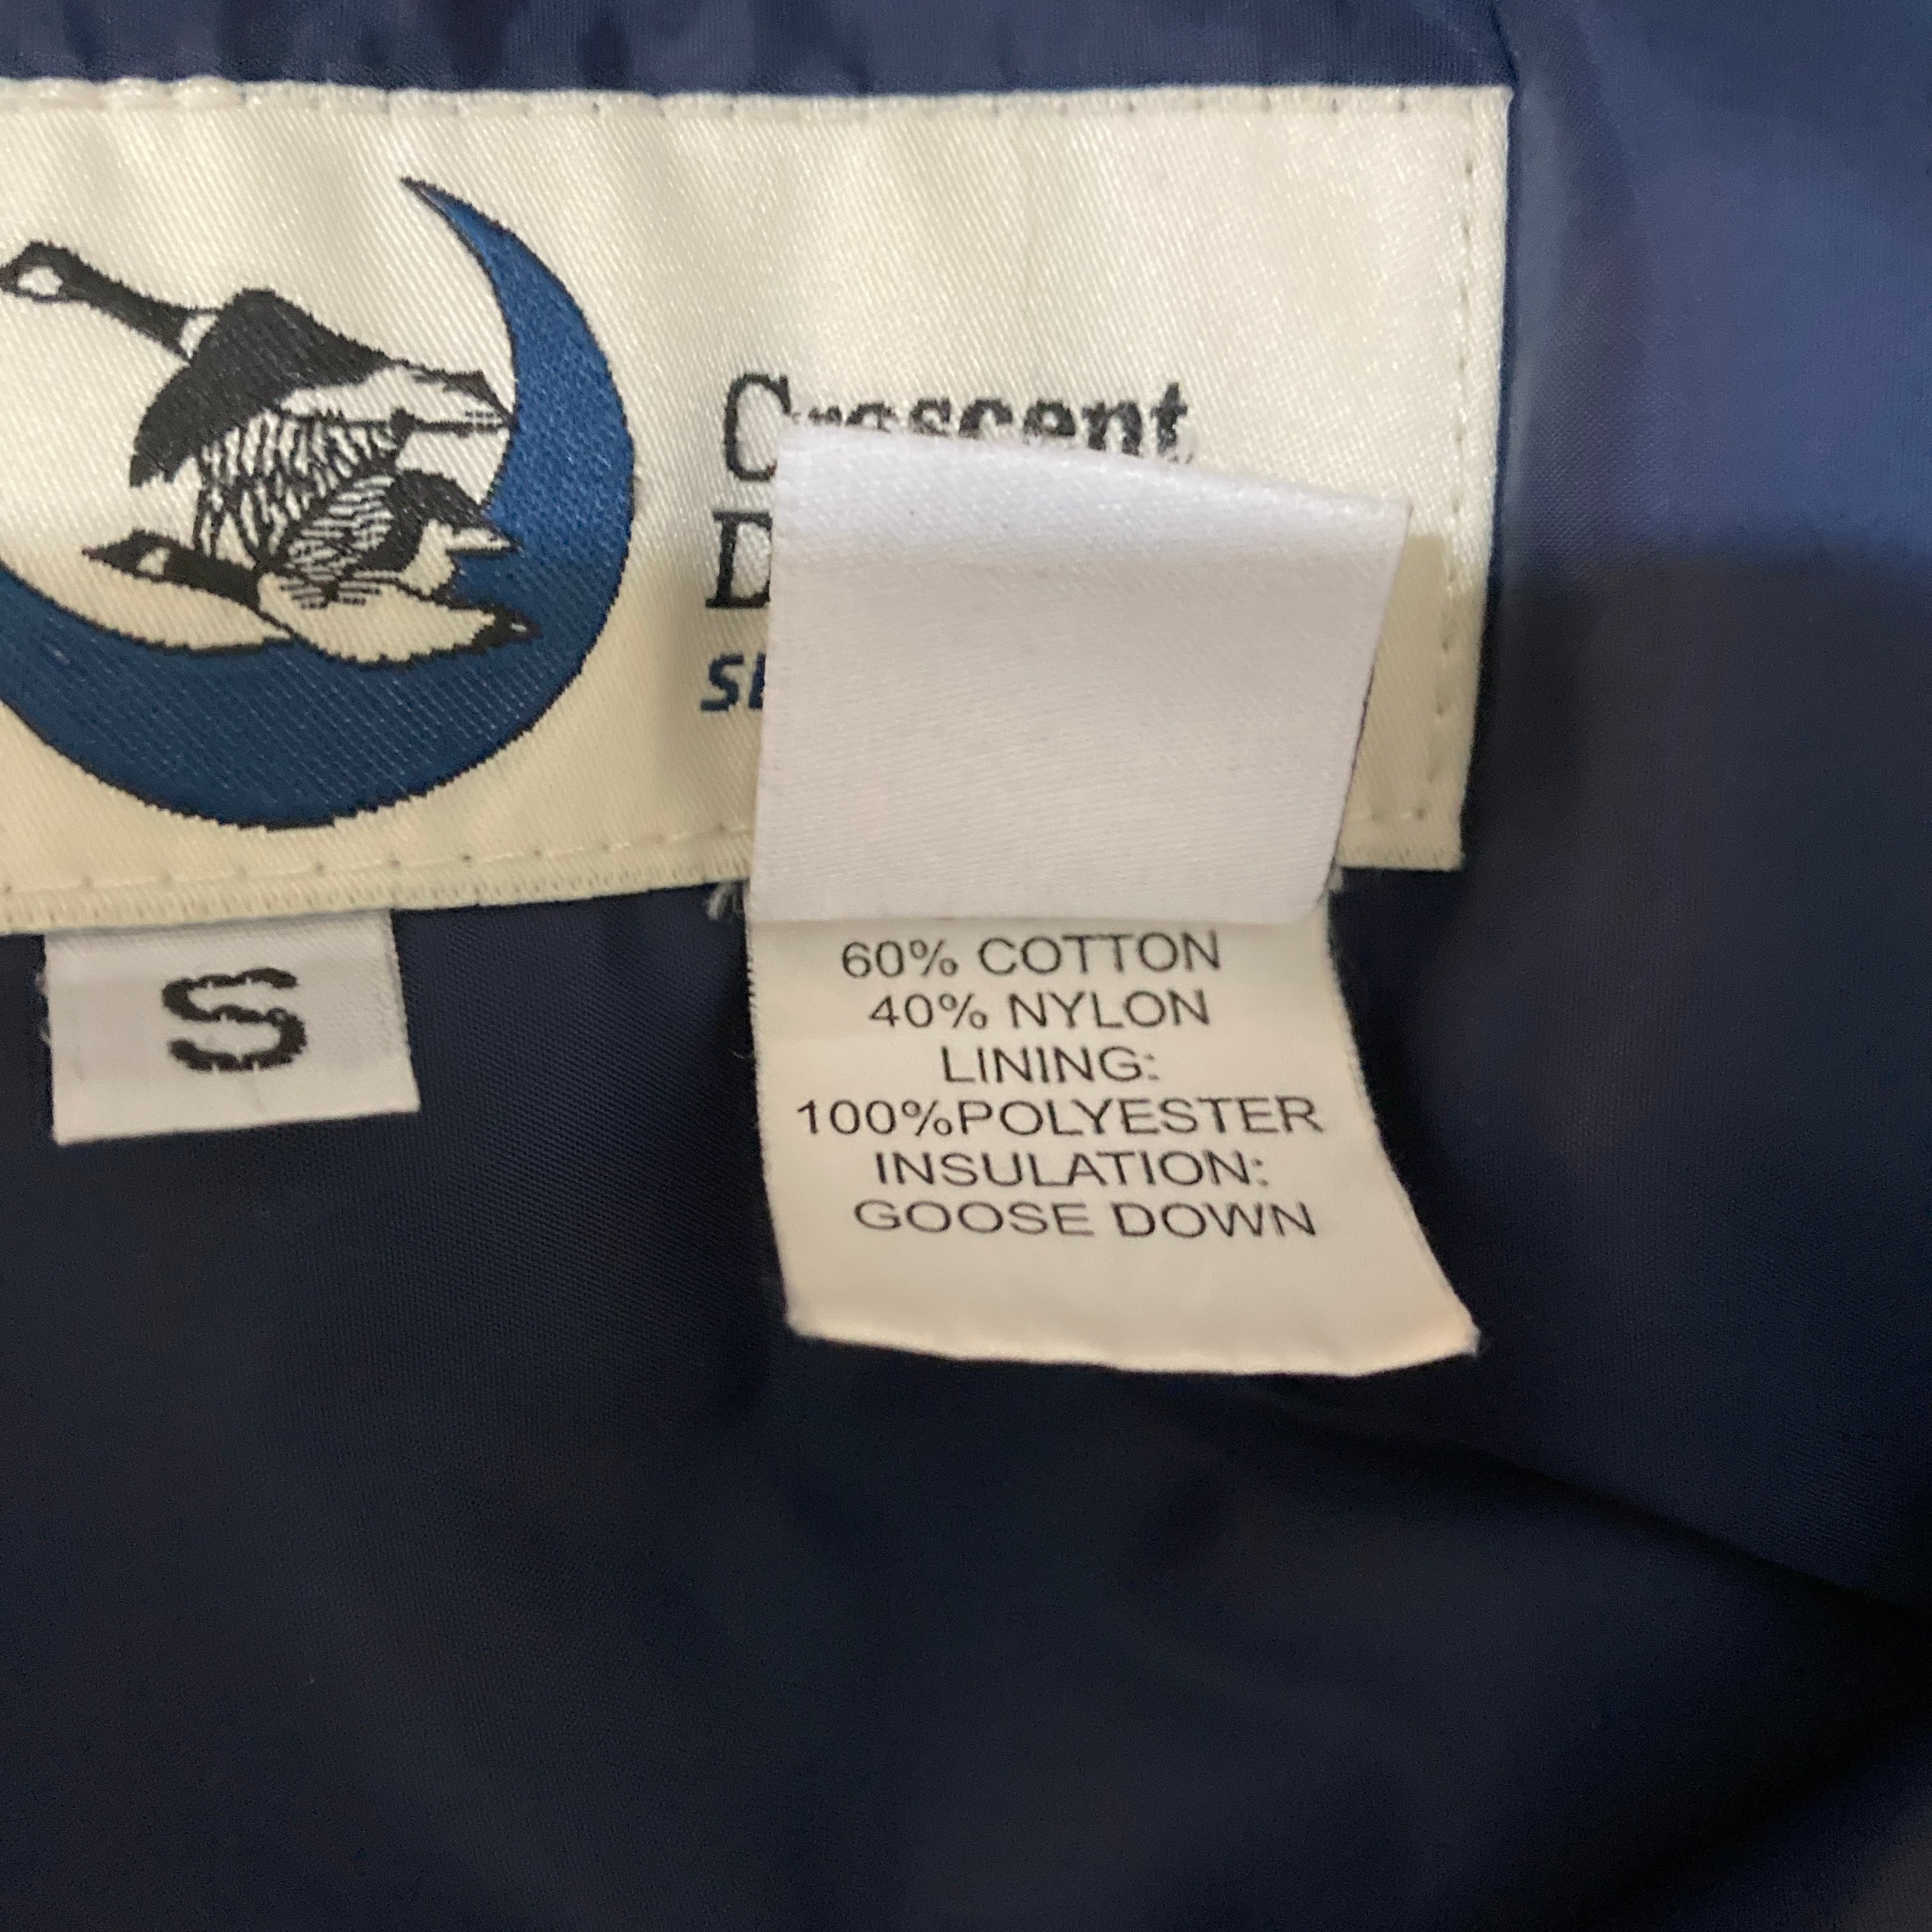 Crescent
S
60% COTTON
40% NYLON
LINING:
100%POLYESTER
INSULATION:
GOOSE DOWN